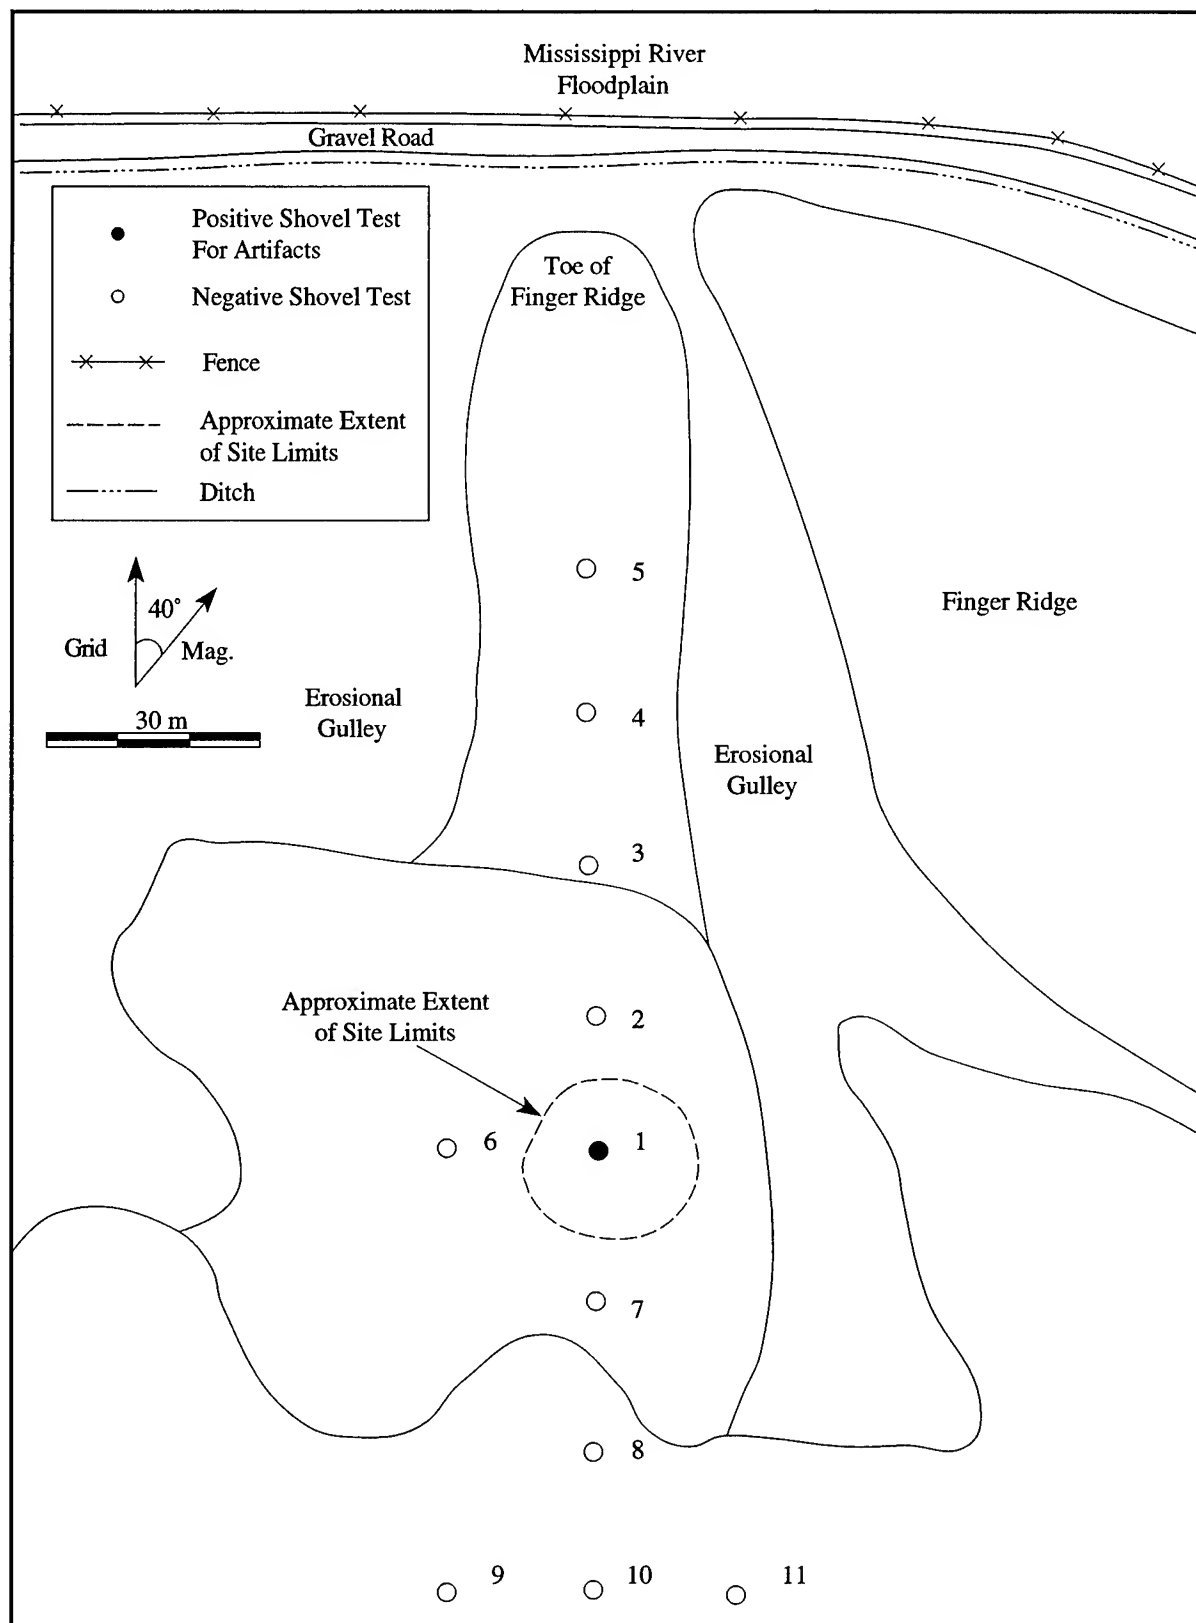 Mississippi River
Floodplain
Gravel Road
Positive Shovel Test
For Artifacts
Negative Shovel Test
Fence
Approximate Extent
of Site Limits
Ditch
Toe of
Finger Ridge
5
Finger Ridge
40°
Grid
Mag.
30 m
Erosional
Gulley
4
Erosional
Gulley
3
Approximate Extent
of Site Limits
2
6
1
7
8
9
10
11